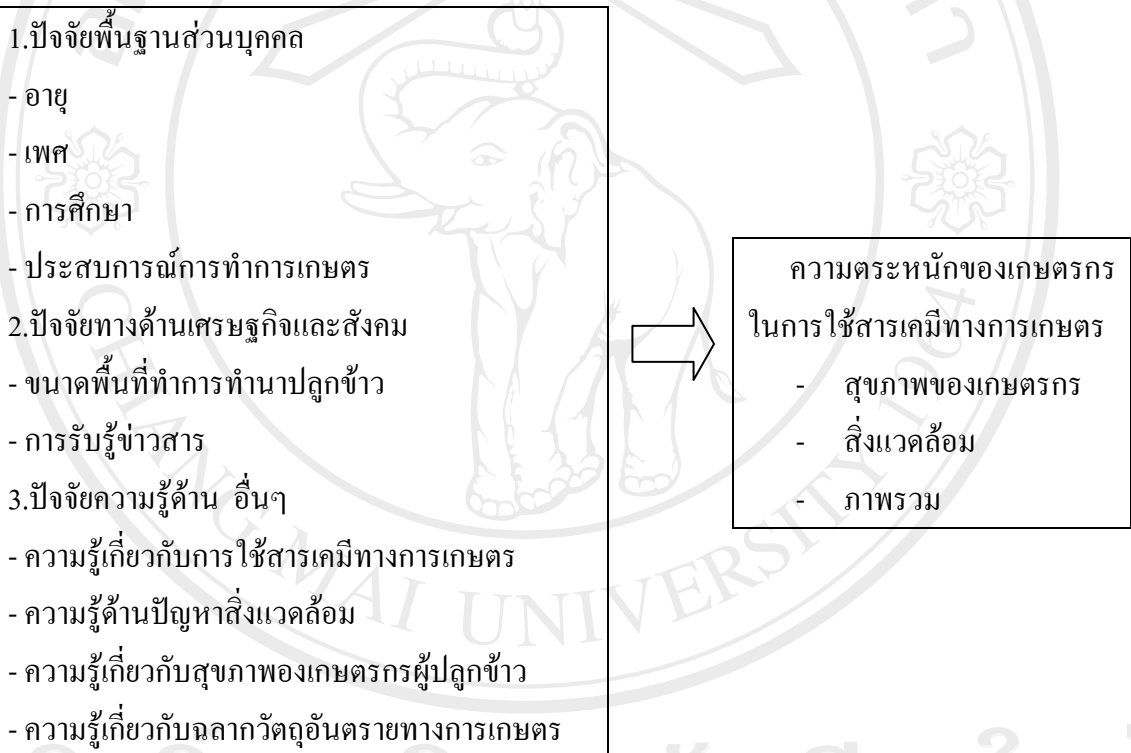 1.ปัจจัยพื้นฐานส่วนบุคคล
- อายุ
- เพศ
- การศึกษา
- ประสบการณ์การทำการเกษตร
2.ปัจจัยทางด้านเศรษฐกิจและสังคม
- ขนาดพื้นที่ทำการทำนาปลูกข้าว
- การรับรู้ข่าวสาร
3.ปัจจัยความรู้ด้าน อื่นๆ
- ความรู้เกี่ยวกับการใช้สารเคมีทางการเกษตร
- ความรู้ด้านปัญหาสิ่งแวดล้อม
- ความรู้เกี่ยวกับสุขภาพองเกษตรกรผู้ปลูกข้าว
- ความรู้เกี่ยวกับฉลากวัตถุอันตรายทางการเกษตร
ความตระหนักของเกษตรกร
ในการใช้สารเคมีทางการเกษตร
- สุขภาพของเกษตรกร
- สิ่งแวดล้อม
- ภาพรวม
CHIANG MAI UNIVERSITY 1964